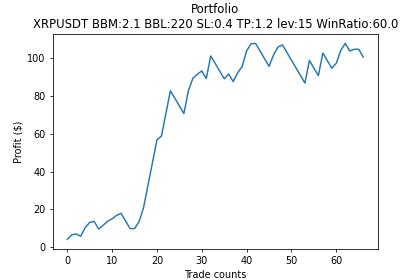 Portfolio
XRPUSDT BBM:2.1 BBL:220 SL:0.4 TP:1.2 lev:15 WinRatio:60.0
100
80
60
40
20
0
Profit ($)
0 10 20 30 40 50 60
Trade counts